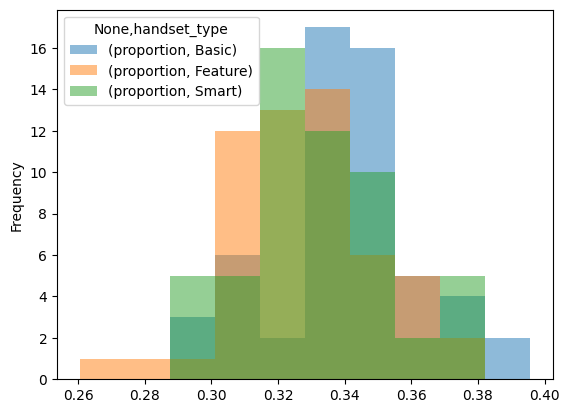 None,handset_type
(proportion, Basic)
(proportion, Feature)
(proportion, Smart)
Frequency
16
14
12
10
8
6
4
2
0
0.26 0.28 0.30 0.32 0.34 0.36 0.38 0.40